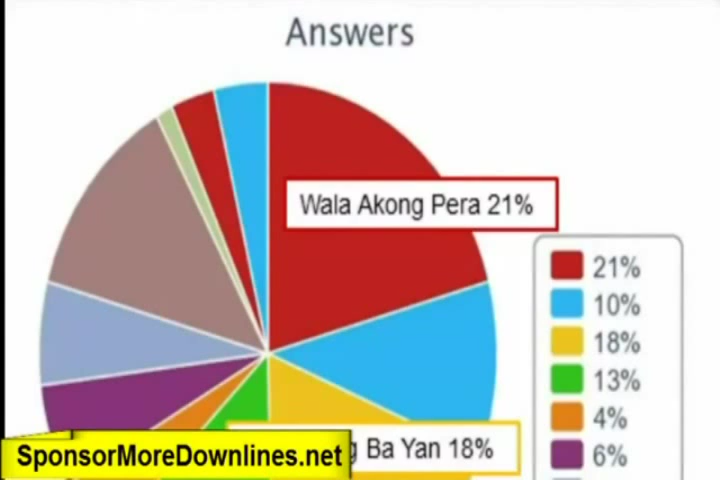 Answers
Wala Akong Pera 21%
21%
10%
18%
13%
4%
6%
Ba Yan 18%
SponsorMoreDownlines.net